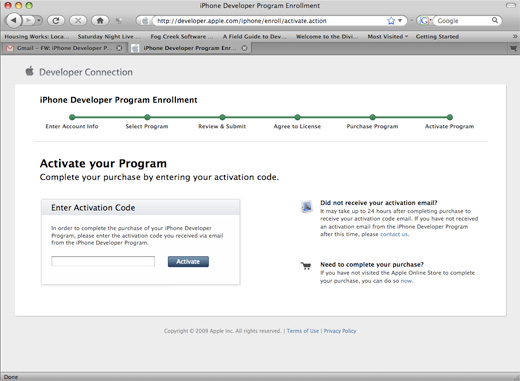 iPhone Developer Program Enrollment
http://developer.apple.com/iphone/enroll/activate.action
Google
Housing Works: Loca... Saturday Night Live ... Fog Creek Software ... A Field Guide to Dev... Welcome to the Divi... Most Visited Getting Started
Gmail – FW: iPhone Developer P...
iPhone Developer Program Enr...
Developer Connection
iPhone Developer Program Enrollment
Enter Account Info Select Program Review & Submit Agree to License Purchase Program Activate Program
Activate your Program
Complete your purchase by entering your activation code.
Enter Activation Code
In order to complete the purchase of your iPhone Developer
Program, please enter the activation code you received via email
from the iPhone Developer Program.
Activate
Did not receive your activation email?
It may take up to 24 hours after completing purchase to
receive your activation code email. If you have not received
an activation email from the iPhone Developer Program
after this time, please contact us.
Need to complete your purchase?
If you have not visited the Apple Online Store to complete
your purchase, you can do so now.
Copyright © 2009 Apple Inc. All rights reserved. | Terms of Use | Privacy Policy
Done